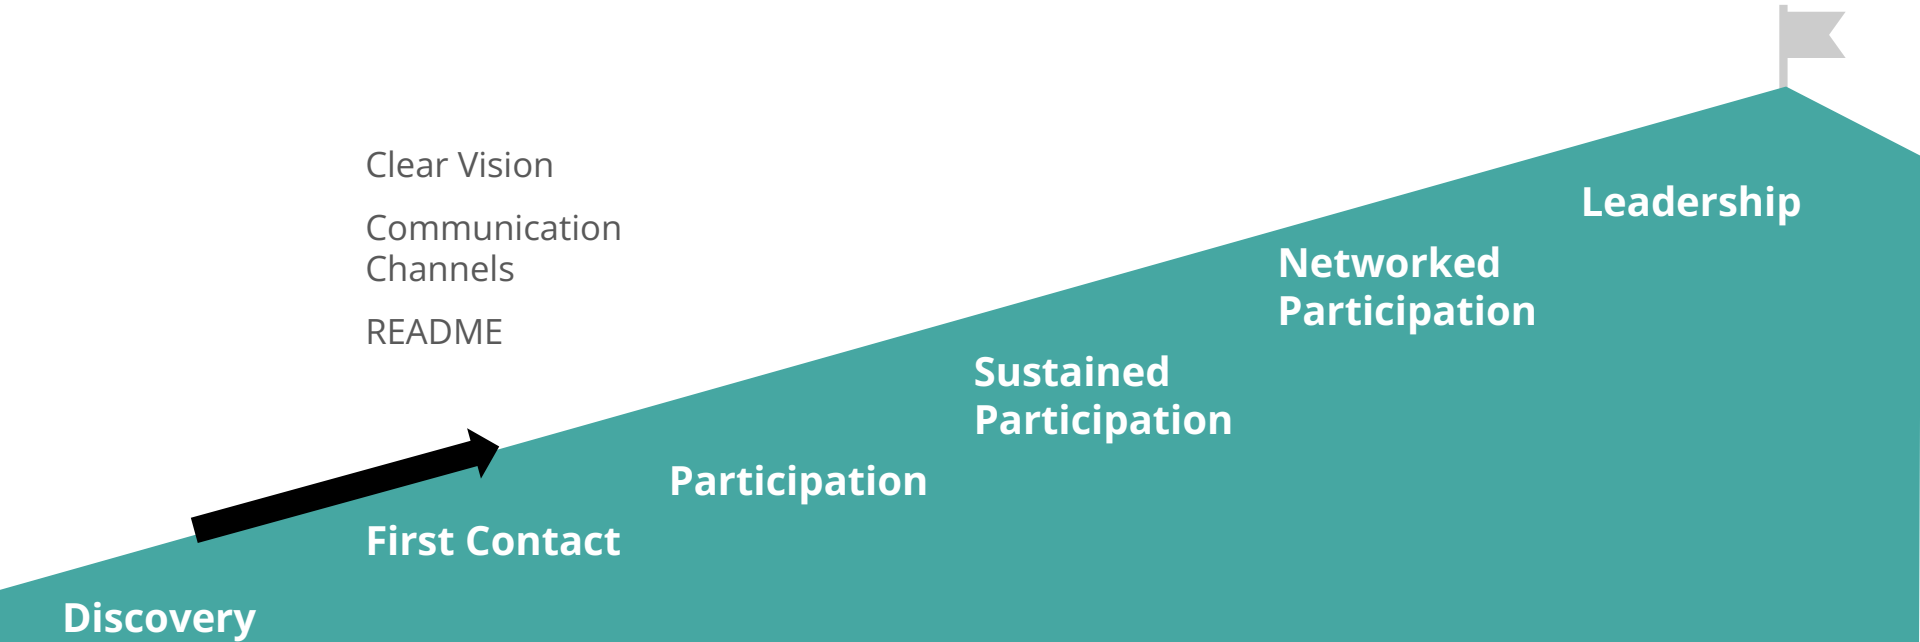 Clear Vision
Communication
Channels
README
Leadership
Networked
Participation
Sustained
Participation
Participation
First Contact
Discovery